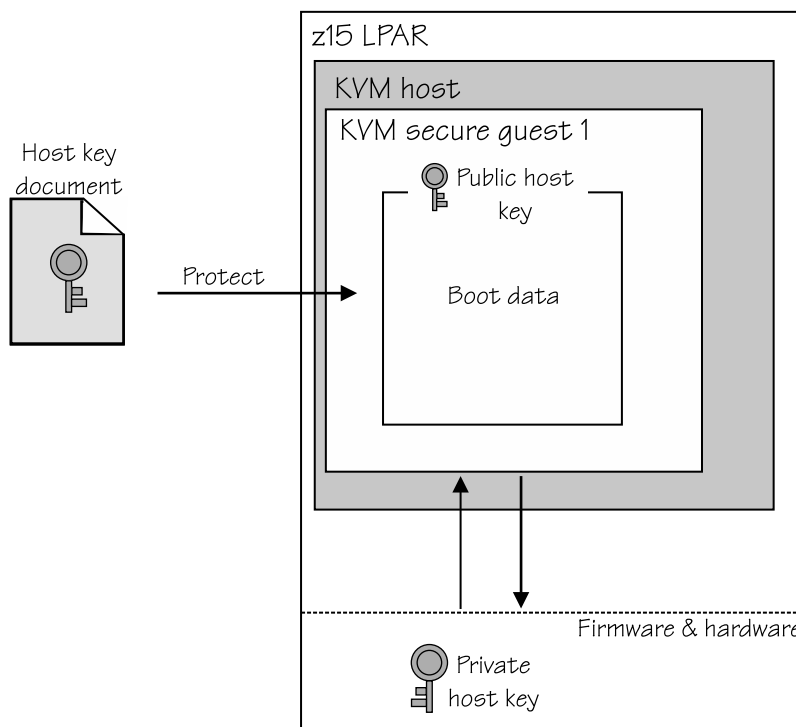 z15 LPAR
KVM host
KVM secure guest 1
Host key
document
Public host
key
Protect
Boot data
Firmware & hardware
Private
host key